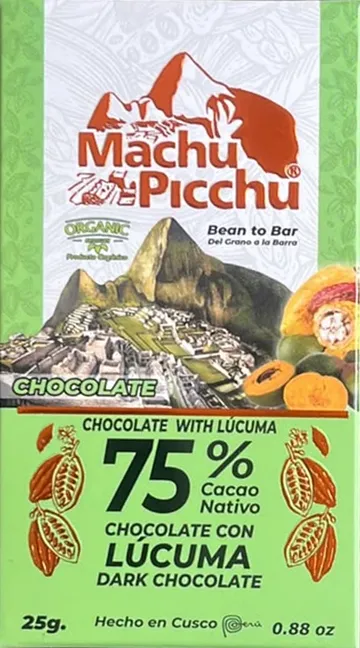 Machu
Picchu®
ORGANIC
Producto Orgánico
Bean to Bar
Del Grano a la Barra
CHOCOLATE
CHOCOLATE WITH LÚCUMA
75%
Cacao
Nativo
CHOCOLATE CON
LÚCUMA
DARK CHOCOLATE
25g.
Hecho en Cusco
Perú
0.88 oz